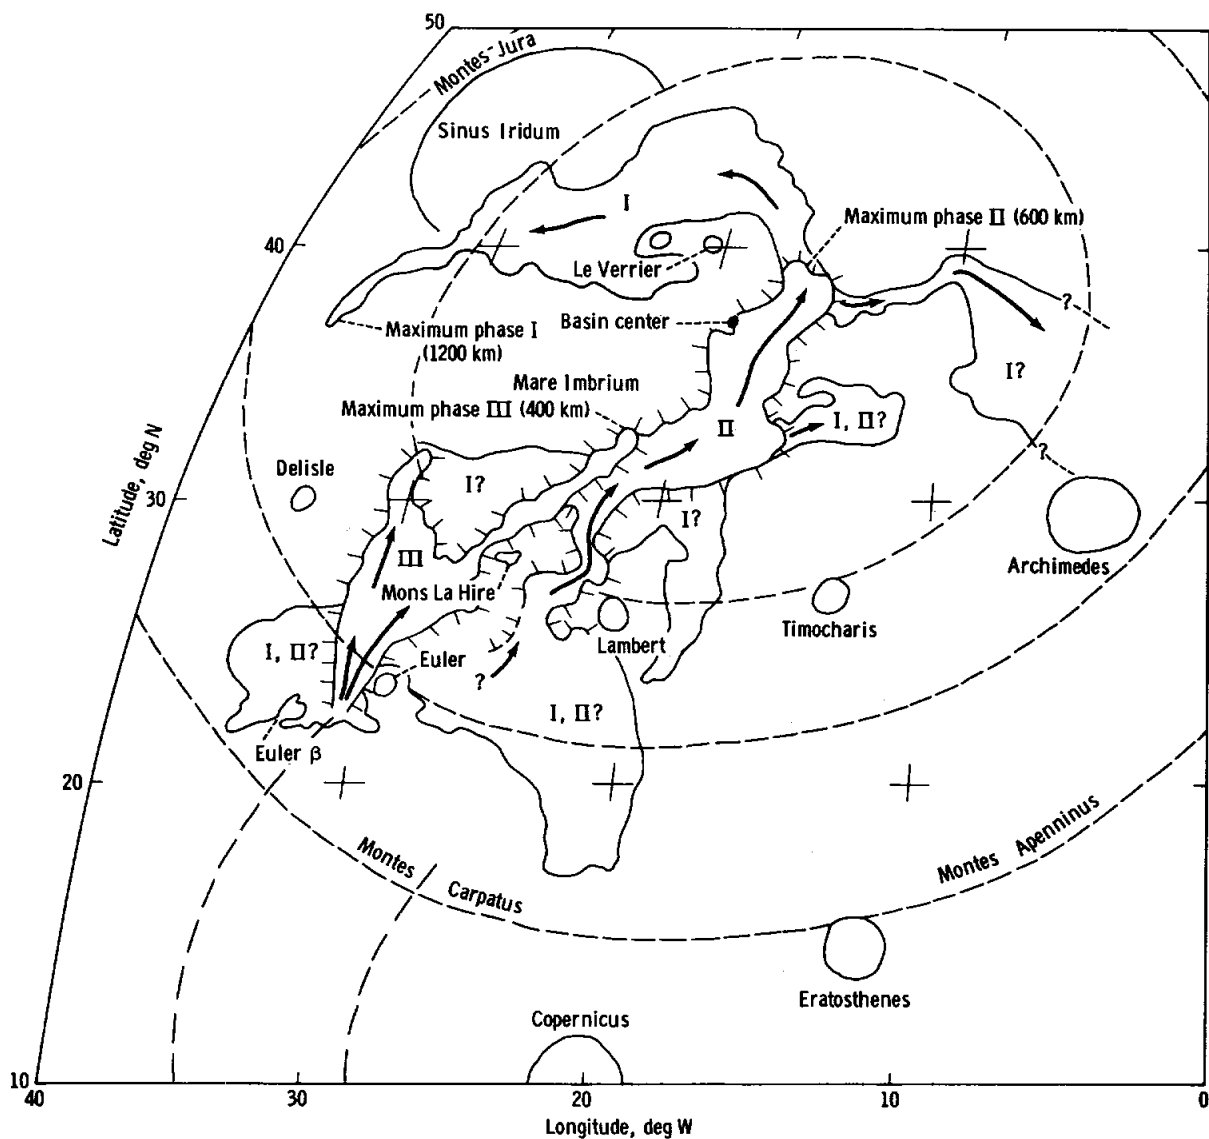 50
Montes Jura
Sinus Iridum
I
Maximum phase II (600 km)
40
Le Verrier
?
Basin center
Maximum phase I
(1200 km)
I?
Mare Imbrium
Maximum phase III (400 km)
II
I, II?
Latitude, deg N
Delisle
I?
?
30
I?
Archimedes
III
Mons La Hire
Timocharis
Lambert
I, II?
Euler
?
I, II?
Euler β
20
Montes Carpatus
Montes Apenninus
Eratosthenes
Copernicus
10
40
30
20
10
0
Longitude, deg W